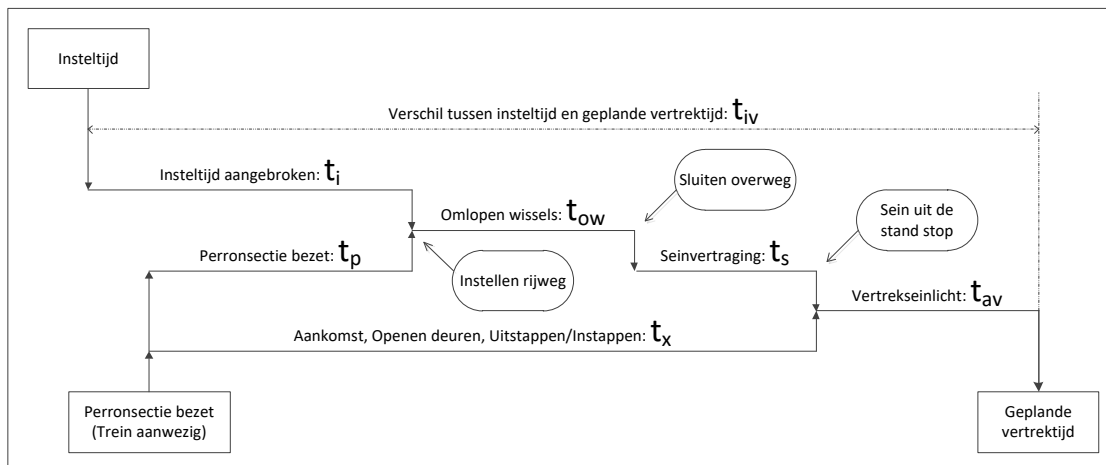 Insteltijd
Verschil tussen insteltijd en geplande vertrektijd: tiv
Insteltijd aangebroken: ti
Sluiten overweg
Omlopen wissels: tow
Sein uit de
stand stop
Perronsectie bezet: tp
Instellen rijweg
Seinvertraging: ts
Vertrekseinlicht: tav
Aankomst, Openen deuren, Uitstappen/Instappen: tx
Perronsectie bezet
(Trein aanwezig)
Geplande
vertrektijd